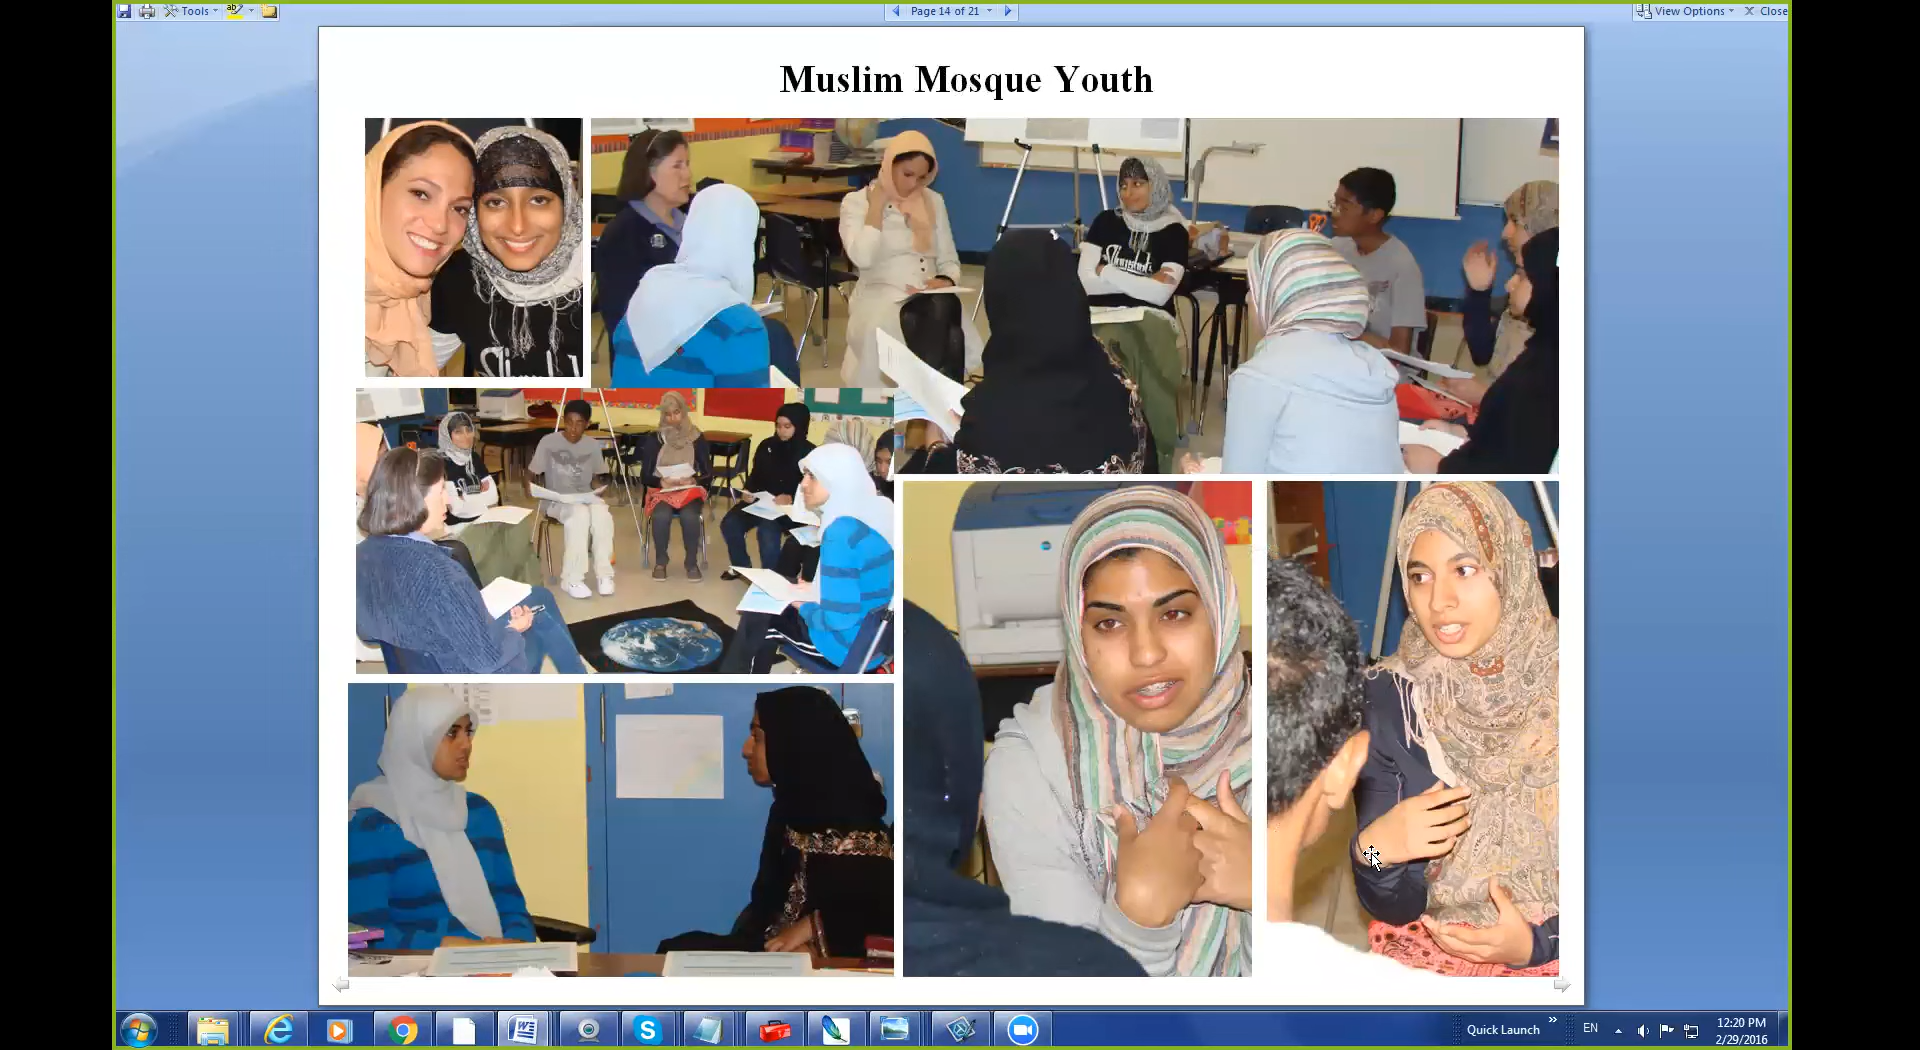 Tools
Page 14 of 21
View Options
Close
Muslim Mosque Youth
Quick Launch
EN
12:20 PM
2/29/2016